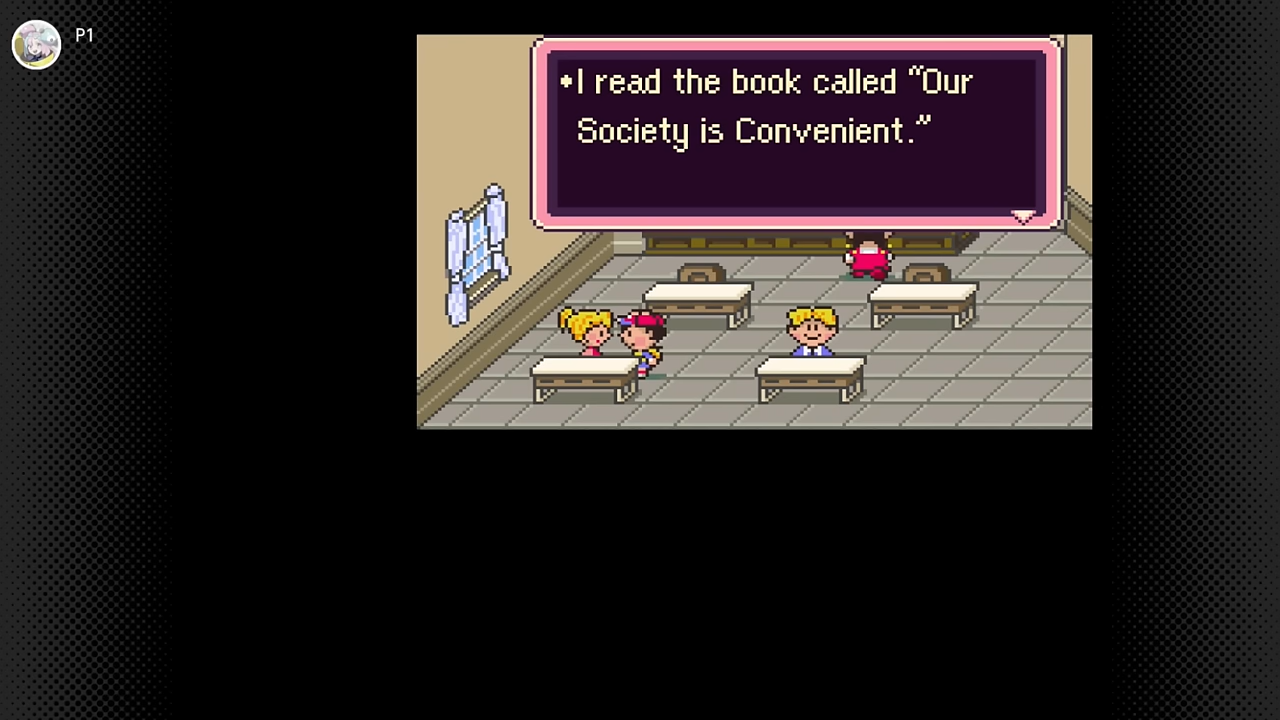 P1
•I read the book called “Our
Society is Convenient.”